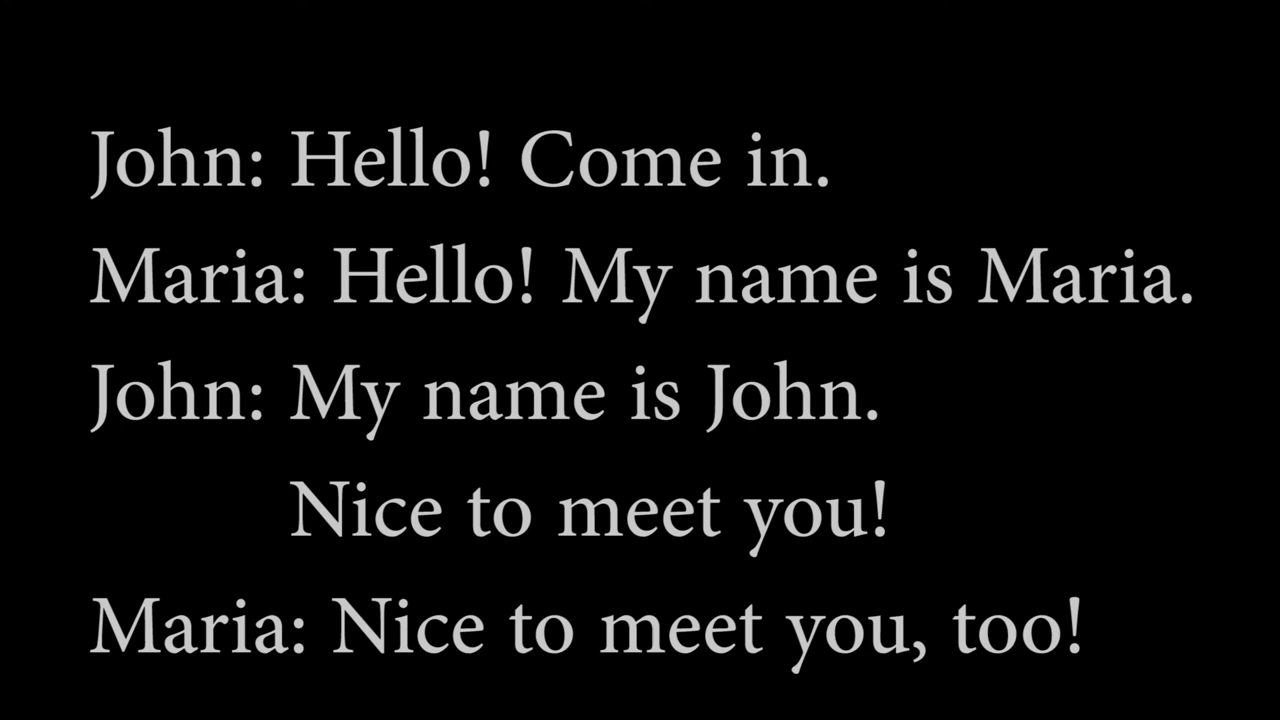 John: Hello! Come in.
Maria: Hello! My name is Maria.
John: My name is John.
Nice to meet you!
Maria: Nice to meet you, too!